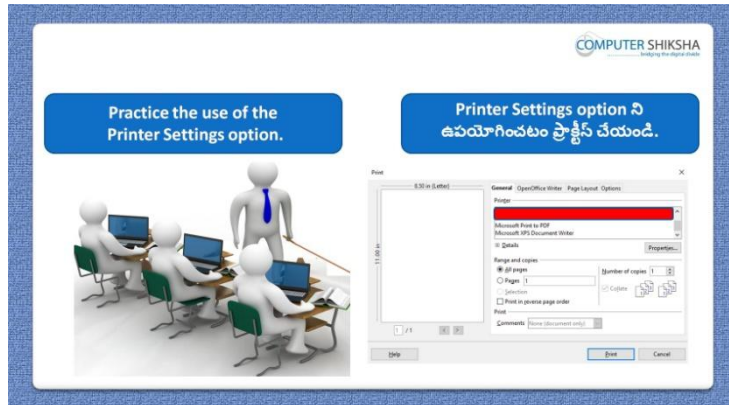 COMPUTER SHIKSHA
bridging the digital divide
Practice the use of the
Printer Settings option.
Printer Settings option ని
ఉపయోగించటం ప్రాక్టీస్ చేయండి.
Print
8.50 in (Letter)
11.00 in
1 / 1
General OpenOffice Writer Page Layout Options
Printer
Microsoft Print to PDF
Microsoft XPS Document Writer
Details
Properties...
Range and copies
All pages
Number of copies 1
Pages 1
Collate
Selection
Print in reverse page order
Print
Comments None (document only)
Help
Print
Cancel